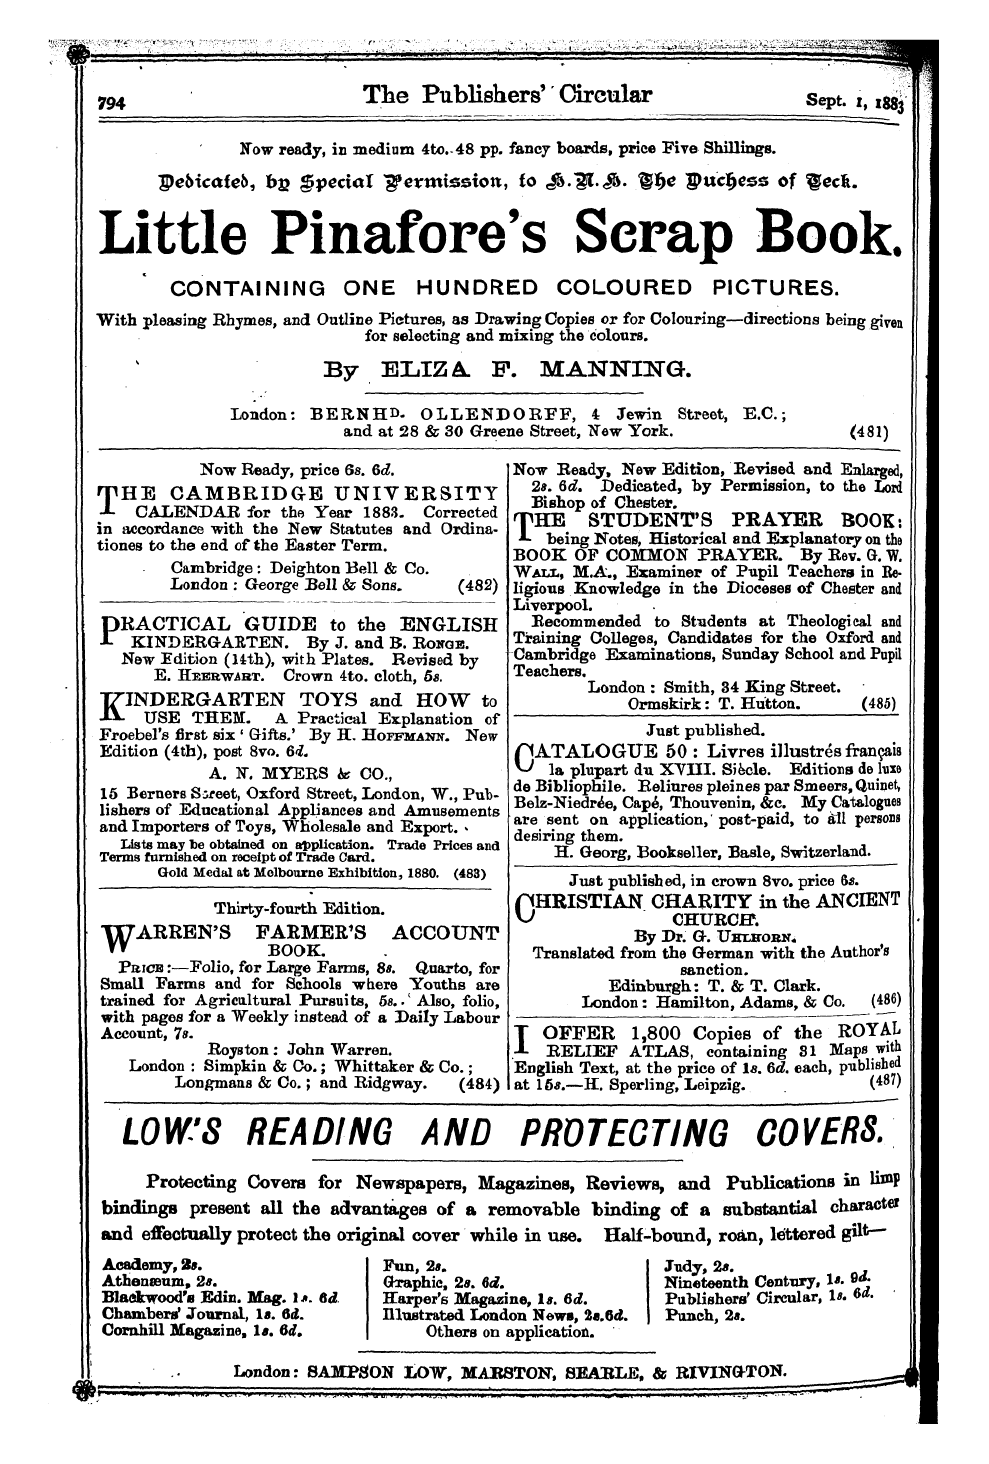 794
The Publishers' Circular
Sept. 1, 1883
Now ready, in medium 4to. 48 pp. fancy boards, price Five Shillings.
Dedicated, by Special Permission, to H.R.H. The Duchess of Teck.
Little Pinafore's Scrap Book.
CONTAINING ONE HUNDRED COLOURED PICTURES.
With pleasing Rhymes, and Outline Pictures, as Drawing Copies or for Colouring—directions being given
for selecting and mixing the colours.
By ELIZA F. MANNING.
London: BERNHD. OLLENDORFF, 4 Jewin Street, E.C.;
and at 28 & 30 Greene Street, New York. (481)
Now Ready, price 6s. 6d.
THE CAMBRIDGE UNIVERSITY
CALENDAR for the Year 1883. Corrected
in accordance with the New Statutes and Ordina-
tiones to the end of the Easter Term.
Cambridge: Deighton Bell & Co.
London: George Bell & Sons. (482)
PRACTICAL GUIDE to the ENGLISH
KINDERGARTEN. By J. and B. RONGE.
New Edition (14th), with Plates. Revised by
E. HEERWART. Crown 4to. cloth, 5s.
KINDERGARTEN TOYS and HOW to
USE THEM. A Practical Explanation of
Froebel's first six 'Gifts.' By H. HOFFMANN. New
Edition (4th), post 8vo. 6d.
A. N. MYERS & CO.,
15 Berners Street, Oxford Street, London, W., Pub-
lishers of Educational Appliances and Amusements
and Importers of Toys, Wholesale and Export.
Lists may be obtained on application. Trade Prices and
Terms furnished on receipt of Trade Card.
Gold Medal at Melbourne Exhibition, 1880. (483)
Thirty-fourth Edition.
WARREN'S FARMER'S ACCOUNT
BOOK.
PRICE:—Folio, for Large Farms, 8s. Quarto, for
Small Farms and for Schools where Youths are
trained for Agricultural Pursuits, 5s. Also, folio,
with pages for a Weekly instead of a Daily Labour
Account, 7s.
Royston: John Warren.
London: Simpkin & Co.; Whittaker & Co.;
Longmans & Co.; and Ridgway. (484)
Now Ready, New Edition, Revised and Enlarged,
2s. 6d. Dedicated, by Permission, to the Lord
Bishop of Chester.
THE STUDENT'S PRAYER BOOK:
being Notes, Historical and Explanatory on the
BOOK OF COMMON PRAYER. By Rev. G. W.
WALL, M.A., Examiner of Pupil Teachers in Re-
ligious Knowledge in the Dioceses of Chester and
Liverpool.
Recommended to Students at Theological and
Training Colleges, Candidates for the Oxford and
Cambridge Examinations, Sunday School and Pupil
Teachers.
London: Smith, 34 King Street.
Ormskirk: T. Hutton. (485)
Just published.
CATALOGUE 50: Livres illustrés français
la plupart du XVIII. Siècle. Editions de luxe
de Bibliophile. Reliures pleines par Smeers, Quinet,
Belz-Niedrée, Capé, Thouvenin, &c. My Catalogues
are sent on application, post-paid, to all persons
desiring them.
H. Georg, Bookseller, Basle, Switzerland.
Just published, in crown 8vo. price 6s.
CHRISTIAN CHARITY in the ANCIENT
CHURCH.
By Dr. G. UHLHORN.
Translated from the German with the Author's
sanction.
Edinburgh: T. & T. Clark.
London: Hamilton, Adams, & Co. (486)
I OFFER 1,800 Copies of the ROYAL
RELIEF ATLAS, containing 31 Maps with
English Text, at the price of 1s. 6d. each, published
at 15s.—H. Sperling, Leipzig. (487)
LOW'S READING AND PROTECTING COVERS.
Protecting Covers for Newspapers, Magazines, Reviews, and Publications in limp
bindings present all the advantages of a removable binding of a substantial character
and effectually protect the original cover while in use. Half-bound, roan, lettered gilt—
Academy, 2s.
Athenæum, 2s.
Blackwood's Edin. Mag. 1s. 6d.
Chambers' Journal, 1s. 6d.
Cornhill Magazine, 1s. 6d.
Fun, 2s.
Graphic, 2s. 6d.
Harper's Magazine, 1s. 6d.
Illustrated London News, 2s. 6d.
Others on application.
Judy, 2s.
Nineteenth Century, 1s. 9d.
Publishers' Circular, 1s. 6d.
Punch, 2s.
London: SAMPSON LOW, MARSTON, SEARLE, & RIVINGTON.